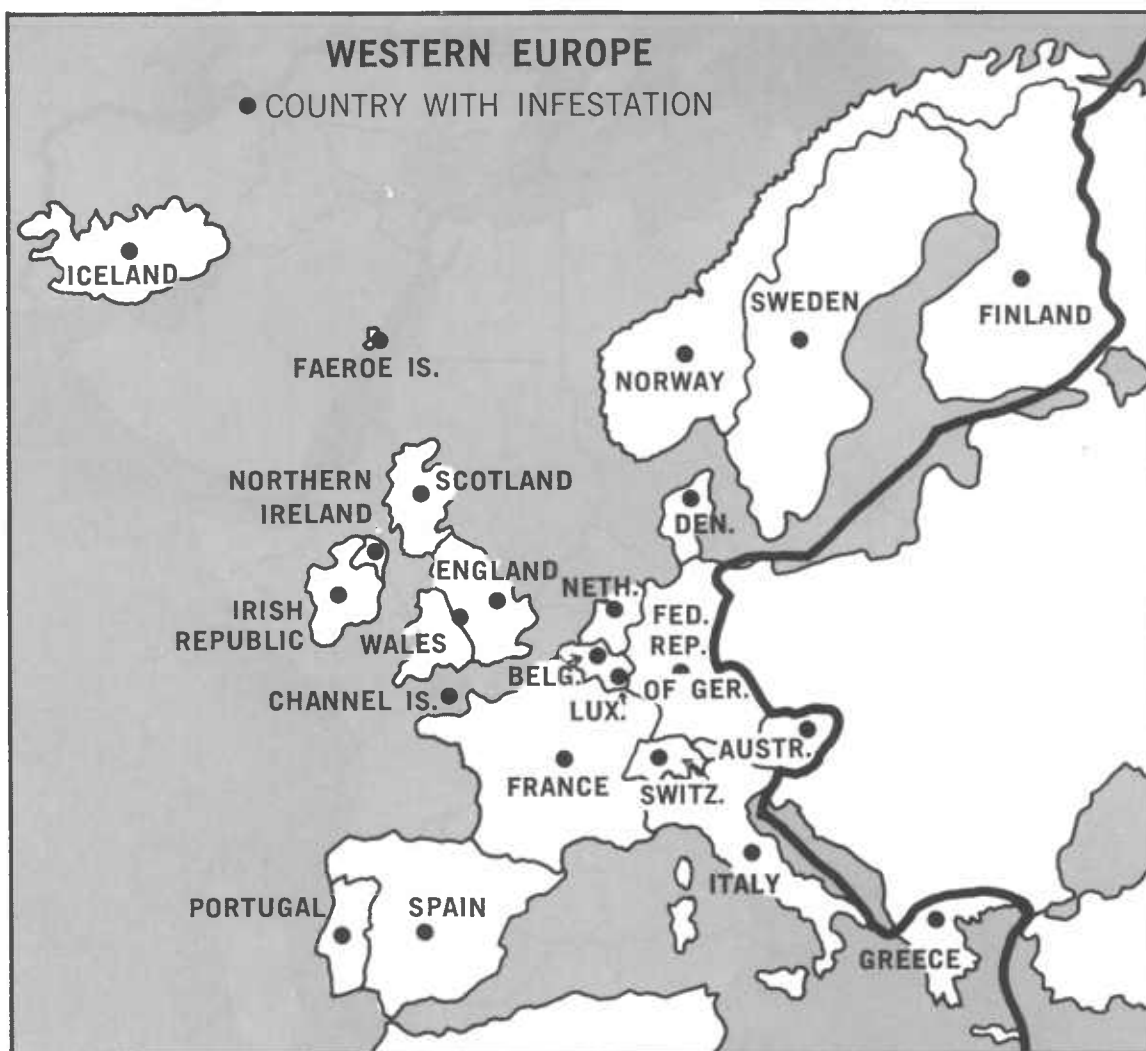 WESTERN EUROPE
● COUNTRY WITH INFESTATION
ICELAND
FAEROE IS.
NORWAY
SWEDEN
FINLAND
NORTHERN
IRELAND
SCOTLAND
DEN.
ENGLAND
NETH.
IRISH
REPUBLIC
WALES
FED.
REP.
OF GER.
BELG.
LUX.
CHANNEL IS.
AUSTR.
FRANCE
SWITZ.
ITALY
PORTUGAL
SPAIN
GREECE